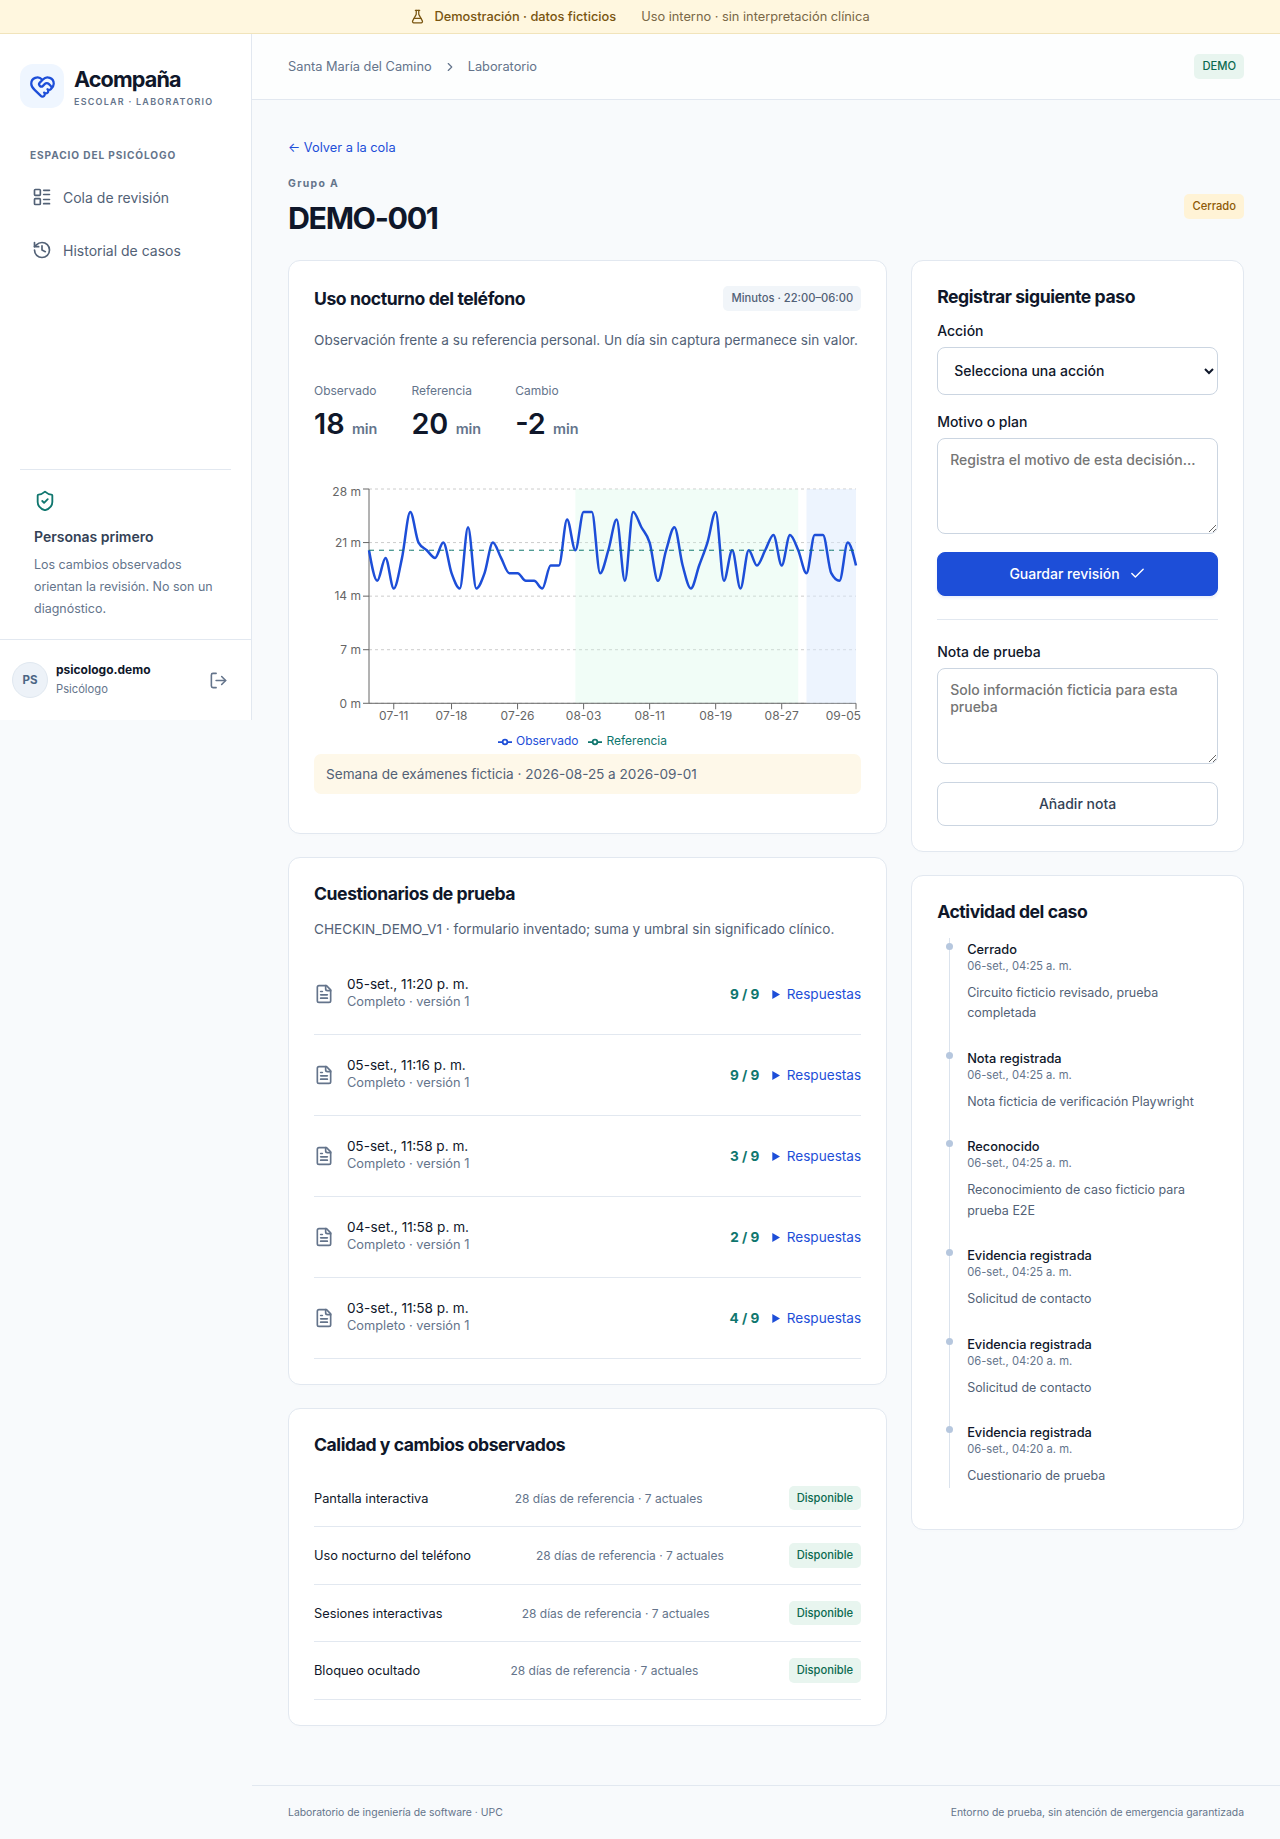 Demostración · datos ficticios Uso interno · sin interpretación clínica
Acompaña
ESCOLAR · LABORATORIO
ESPACIO DEL PSICÓLOGO
Cola de revisión
Historial de casos
Personas primero
Los cambios observados
orientan la revisión. No son un
diagnóstico.
PS
psicologo.demo
Psicólogo
Santa María del Camino > Laboratorio
DEMO
← Volver a la cola
Grupo A
DEMO-001
Cerrado
Uso nocturno del teléfono
Minutos · 22:00–06:00
Observación frente a su referencia personal. Un día sin captura permanece sin valor.
Observado Referencia Cambio
18 min 20 min -2 min
28 m
21 m
14 m
7 m
0 m
07-11 07-18 07-26 08-03 08-11 08-19 08-27 09-05
Observado Referencia
Semana de exámenes ficticia · 2026-08-25 a 2026-09-01
Cuestionarios de prueba
CHECKIN_DEMO_V1 · formulario inventado; suma y umbral sin significado clínico.
05-set., 11:20 p. m.
Completo · versión 1
9 / 9 ▶ Respuestas
05-set., 11:16 p. m.
Completo · versión 1
9 / 9 ▶ Respuestas
05-set., 11:58 p. m.
Completo · versión 1
3 / 9 ▶ Respuestas
04-set., 11:58 p. m.
Completo · versión 1
2 / 9 ▶ Respuestas
03-set., 11:58 p. m.
Completo · versión 1
4 / 9 ▶ Respuestas
Calidad y cambios observados
Pantalla interactiva 28 días de referencia · 7 actuales Disponible
Uso nocturno del teléfono 28 días de referencia · 7 actuales Disponible
Sesiones interactivas 28 días de referencia · 7 actuales Disponible
Bloqueo ocultado 28 días de referencia · 7 actuales Disponible
Registrar siguiente paso
Acción
Selecciona una acción
Motivo o plan
Registra el motivo de esta decisión...
Guardar revisión
Nota de prueba
Solo información ficticia para esta
prueba
Añadir nota
Actividad del caso
Cerrado
06-set., 04:25 a. m.
Circuito ficticio revisado, prueba
completada
Nota registrada
06-set., 04:25 a. m.
Nota ficticia de verificación Playwright
Reconocido
06-set., 04:25 a. m.
Reconocimiento de caso ficticio para
prueba E2E
Evidencia registrada
06-set., 04:25 a. m.
Solicitud de contacto
Evidencia registrada
06-set., 04:20 a. m.
Solicitud de contacto
Evidencia registrada
06-set., 04:20 a. m.
Cuestionario de prueba
Laboratorio de ingeniería de software · UPC
Entorno de prueba, sin atención de emergencia garantizada